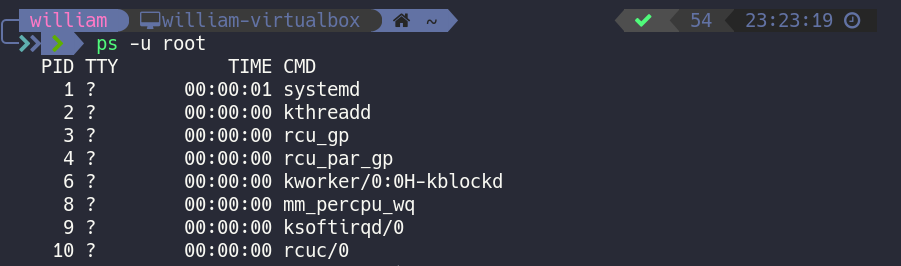 william william-virtualbox ~ 54 23:23:19
ps -u root
PID TTY TIME CMD
1 ? 00:00:01 systemd
2 ? 00:00:00 kthreadd
3 ? 00:00:00 rcu_gp
4 ? 00:00:00 rcu_par_gp
6 ? 00:00:00 kworker/0:0H-kblockd
8 ? 00:00:00 mm_percpu_wq
9 ? 00:00:00 ksoftirqd/0
10 ? 00:00:00 rcuc/0